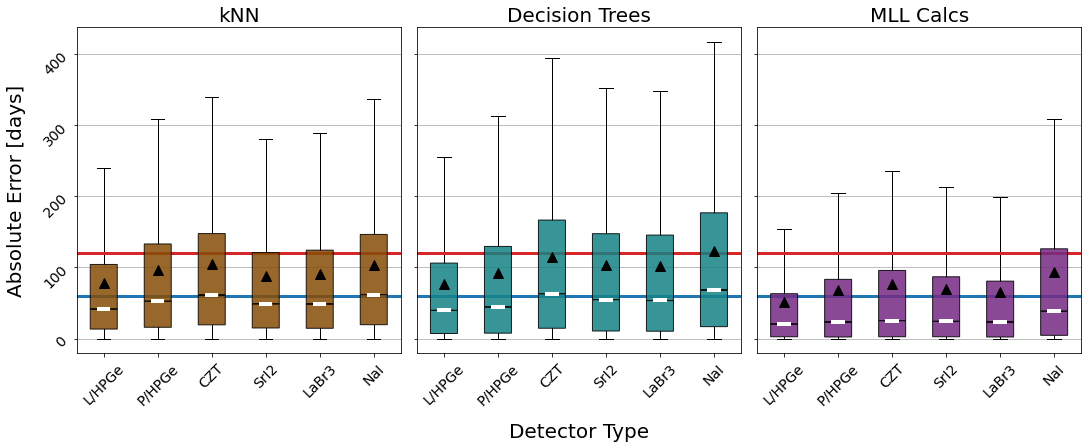 kNN
Decision Trees
MLL Calcs
Absolute Error [days]
400
300
200
100
0
L/HPGe
P/HPGe
CZT
SrI2
LaBr3
NaI
L/HPGe
P/HPGe
CZT
SrI2
LaBr3
NaI
L/HPGe
P/HPGe
CZT
SrI2
LaBr3
NaI
Detector Type